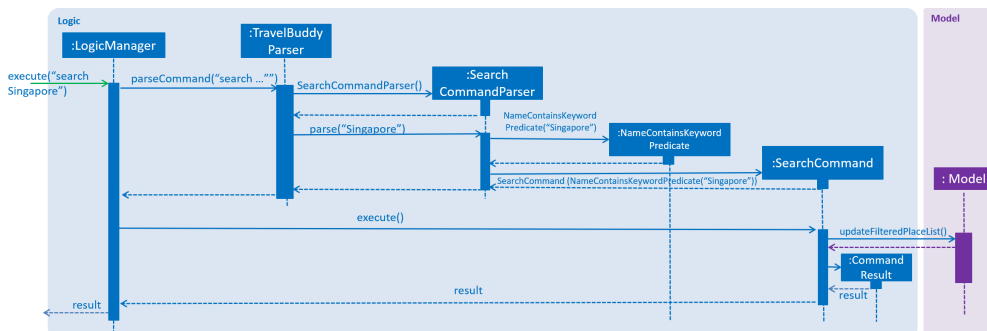 Logic
Model
:LogicManager
:TravelBuddy
Parser
execute(“search
Singapore”)
parseCommand(“search …””)
SearchCommandParser()
:Search
CommandParser
NameContainsKeyword
Predicate(“Singapore”)
parse(“Singapore”)
:NameContainsKeyword
Predicate
:SearchCommand
SearchCommand (NameContainsKeywordPredicate(“Singapore”))
: Model
execute()
updateFilteredPlaceList()
:Command
Result
result
result
result